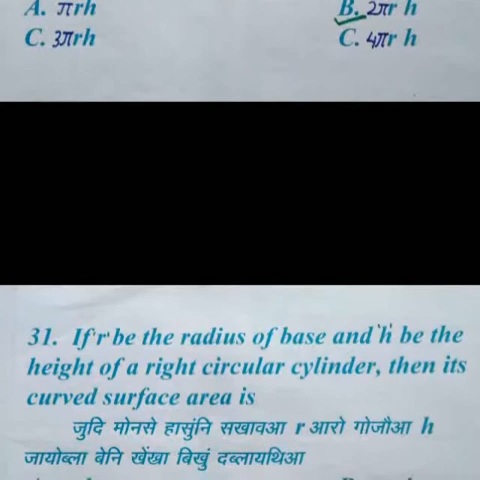 A. πrh B. 2πr h
C. 3πrh C. 4πr h
31. If 'r' be the radius of base and 'h' be the
height of a right circular cylinder, then its
curved surface area is
जुदि मोनसे हासुंनि सखावआ r आरो गोजौआ h
जायोब्ला बेनि खेंखा बिखुं दब्लायथिआ